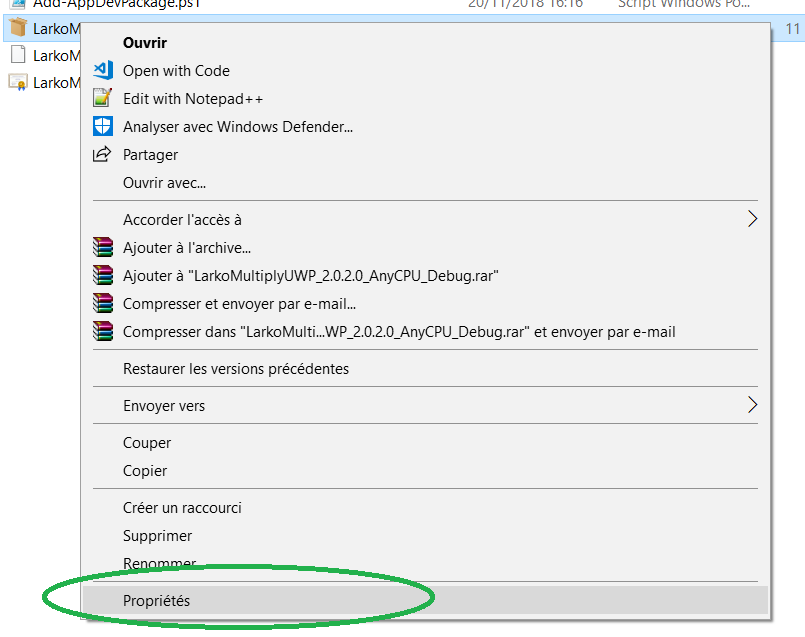 Add-AppDevPackage.ps1 20/11/2018 16:16 Script Windows Po...
LarkoM 11
LarkoM
LarkoM
Ouvrir
Open with Code
Edit with Notepad++
Analyser avec Windows Defender...
Partager
Ouvrir avec...
Accorder l'accès à
Ajouter à l'archive...
Ajouter à "LarkoMultiplyUWP_2.0.2.0_AnyCPU_Debug.rar"
Compresser et envoyer par e-mail...
Compresser dans "LarkoMulti...WP_2.0.2.0_AnyCPU_Debug.rar" et envoyer par e-mail
Restaurer les versions précédentes
Envoyer vers
Couper
Copier
Créer un raccourci
Supprimer
Renommer
Propriétés